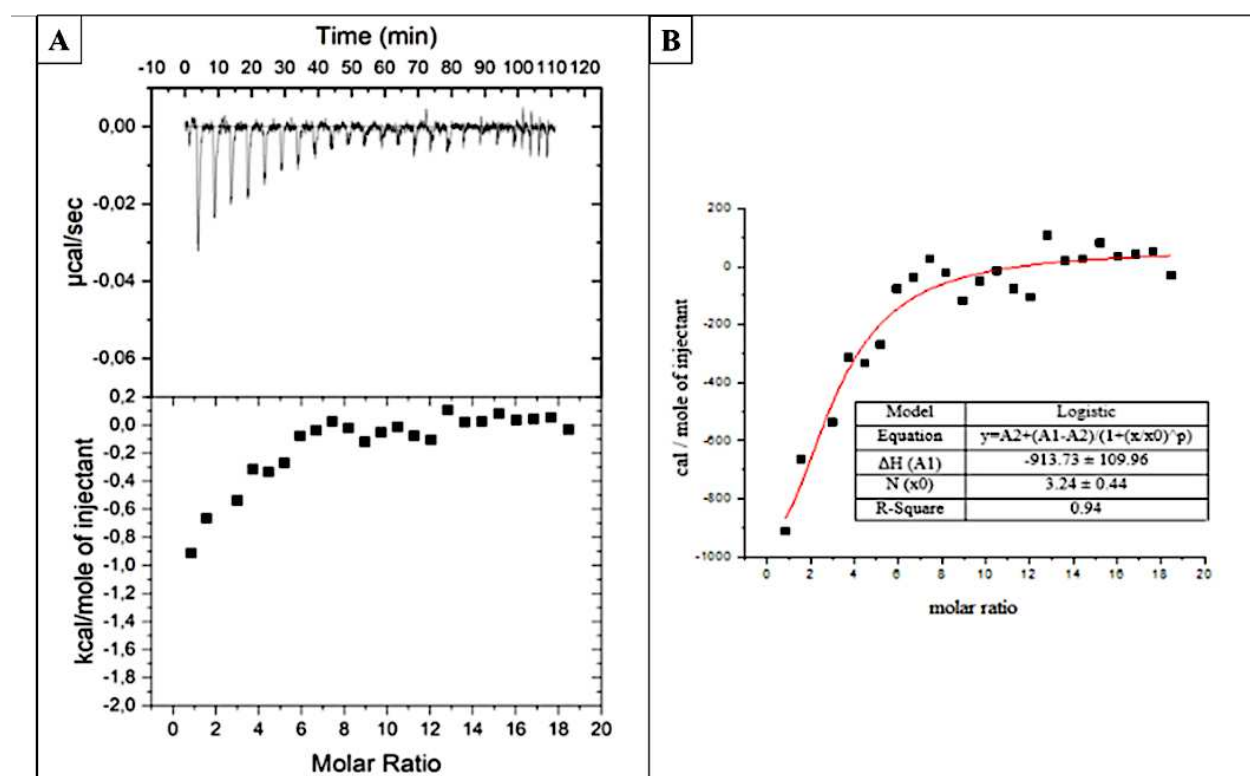 A
Time (min)
-10 0 10 20 30 40 50 60 70 80 90 100 110 120
0,00
-0,02
-0,04
-0,06
µcal/sec
0,2
0,0
-0,2
-0,4
-0,6
-0,8
-1,0
-1,2
-1,4
-1,6
-1,8
-2,0
kcal/mole of injectant
0 2 4 6 8 10 12 14 16 18 20
Molar Ratio
B
200
0
-200
-400
-600
-800
-1000
cal / mole of injectant
Model Logistic
Equation y=A2+(A1-A2)/(1+(x/x0)^p)
ΔH (A1) -913.73 ± 109.96
N (x0) 3.24 ± 0.44
R-Square 0.94
0 2 4 6 8 10 12 14 16 18 20
molar ratio